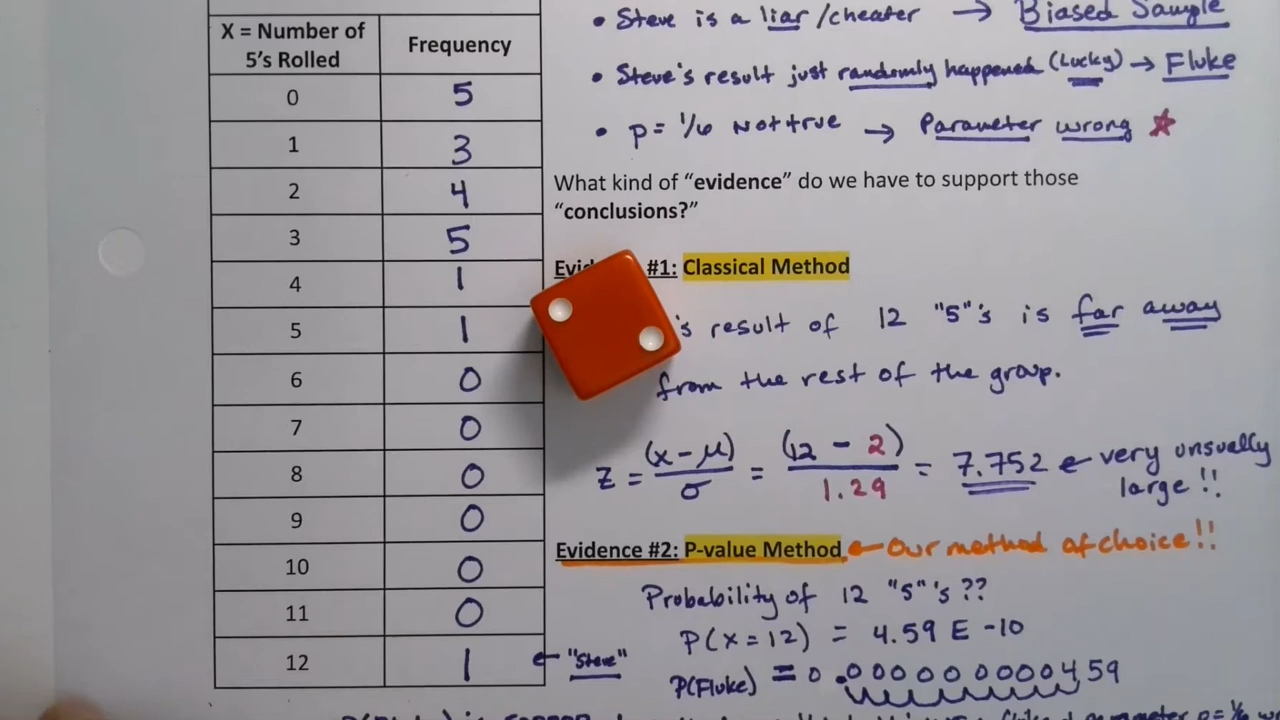 X = Number of 5's Rolled
Frequency
0 5
1 3
2 4
3 5
4 1
5 1
6 0
7 0
8 0
9 0
10 0
11 0
12 1 ← "Steve"
• Steve is a liar/cheater → Biased Sample
• Steve's result just randomly happened (Lucky) → Fluke
• p = 1/6 Not true → Parameter wrong ★
What kind of "evidence" do we have to support those
"conclusions?"
#1: Classical Method
's result of 12 "5"'s is far away
from the rest of the group.
z = (x - μ)/σ = (12 - 2)/1.29 = 7.752 ← very unsually
large!!
Evidence #2: P-value Method ← Our method of choice!!
Probability of 12 "5"'s ??
P(x = 12) = 4.59 E -10
P(Fluke) = 0.000000000459